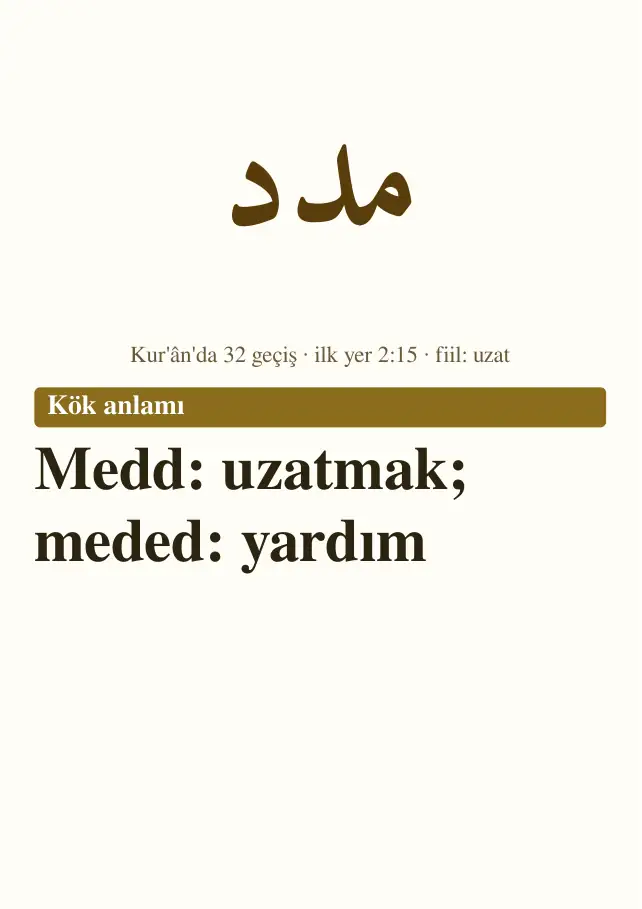 مدد
Kur'ân'da 32 geçiş · ilk yer 2:15 · fiil: uzat
Kök anlamı
Medd: uzatmak;
meded: yardım